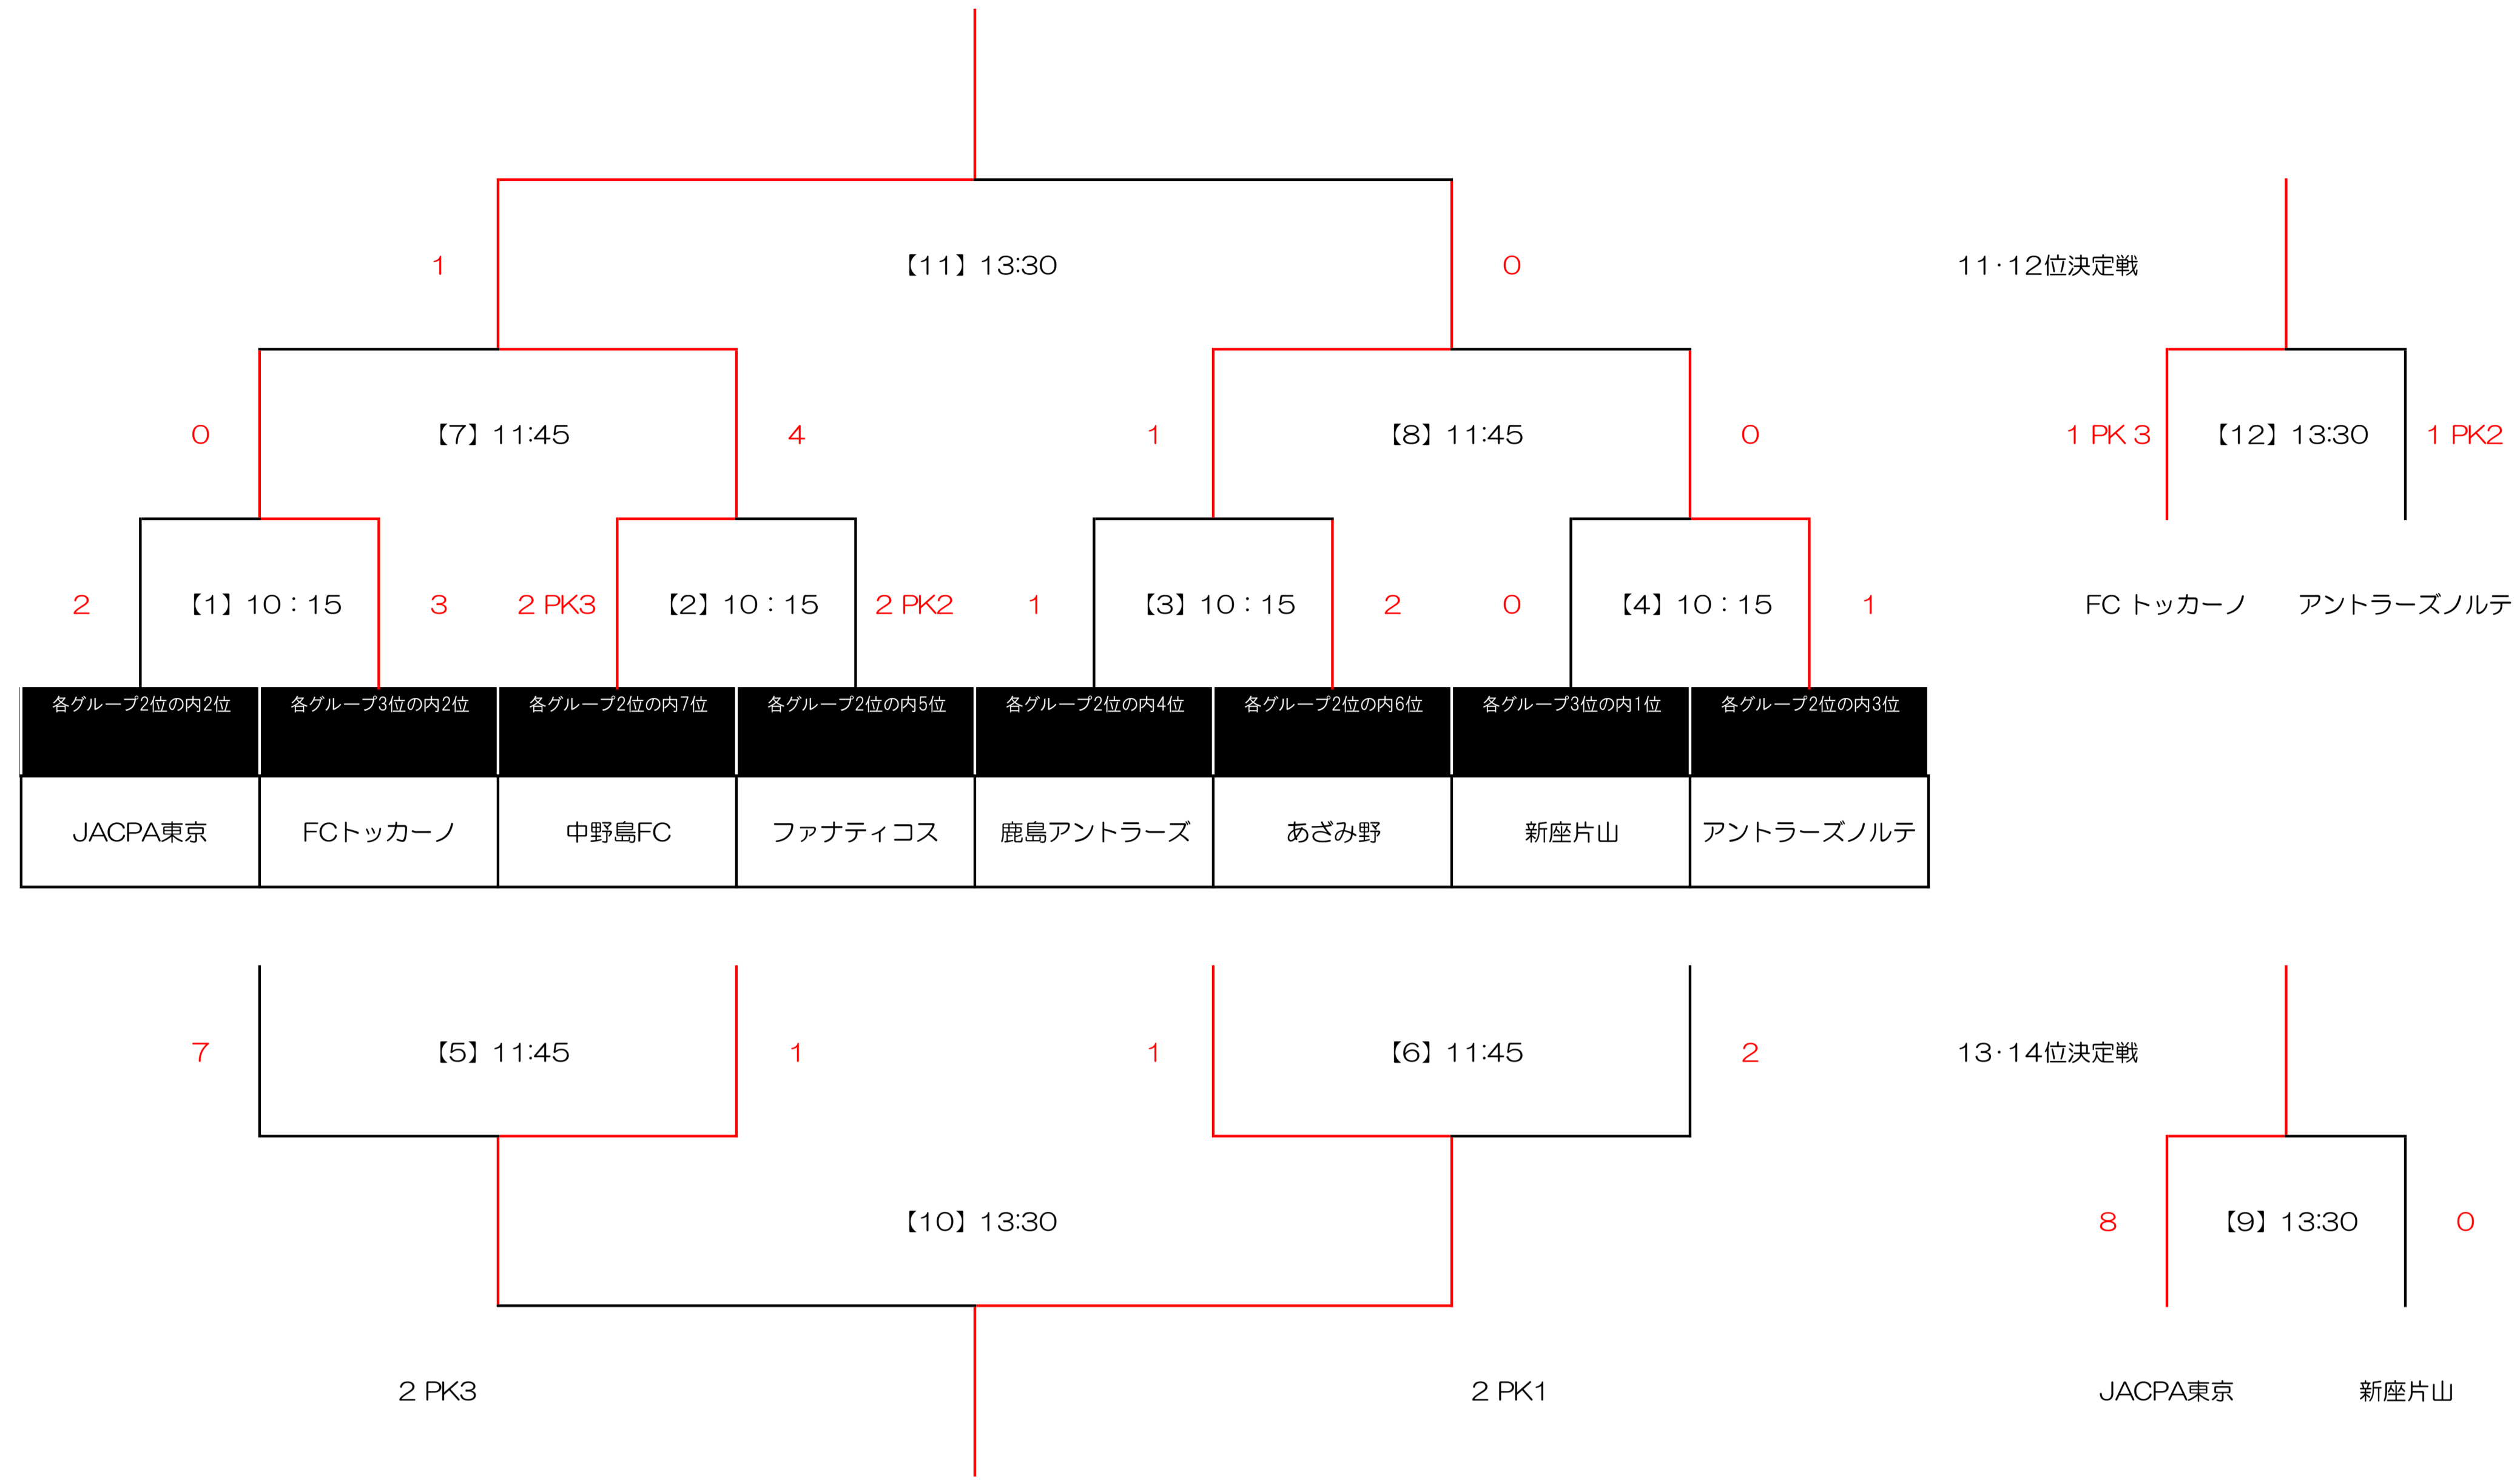 1 【11】13:30 0 11・12位決定戦
0 【7】11:45 4 1 【8】11:45 0 1 PK 3 【12】13:30 1 PK2
2 【1】10：15 3 2 PK3 【2】10：15 2 PK2 1 【3】10：15 2 0 【4】10：15 1 FC トッカーノ アントラーズノルテ
各グループ2位の内2位 各グループ3位の内2位 各グループ2位の内7位 各グループ2位の内5位 各グループ2位の内4位 各グループ2位の内6位 各グループ3位の内1位 各グループ2位の内3位
JACPA東京 FCトッカーノ 中野島FC ファナティコス 鹿島アントラーズ あざみ野 新座片山 アントラーズノルテ
7 【5】11:45 1 1 【6】11:45 2 13・14位決定戦
【10】13:30 8 【9】13:30 0
2 PK3 2 PK1 JACPA東京 新座片山